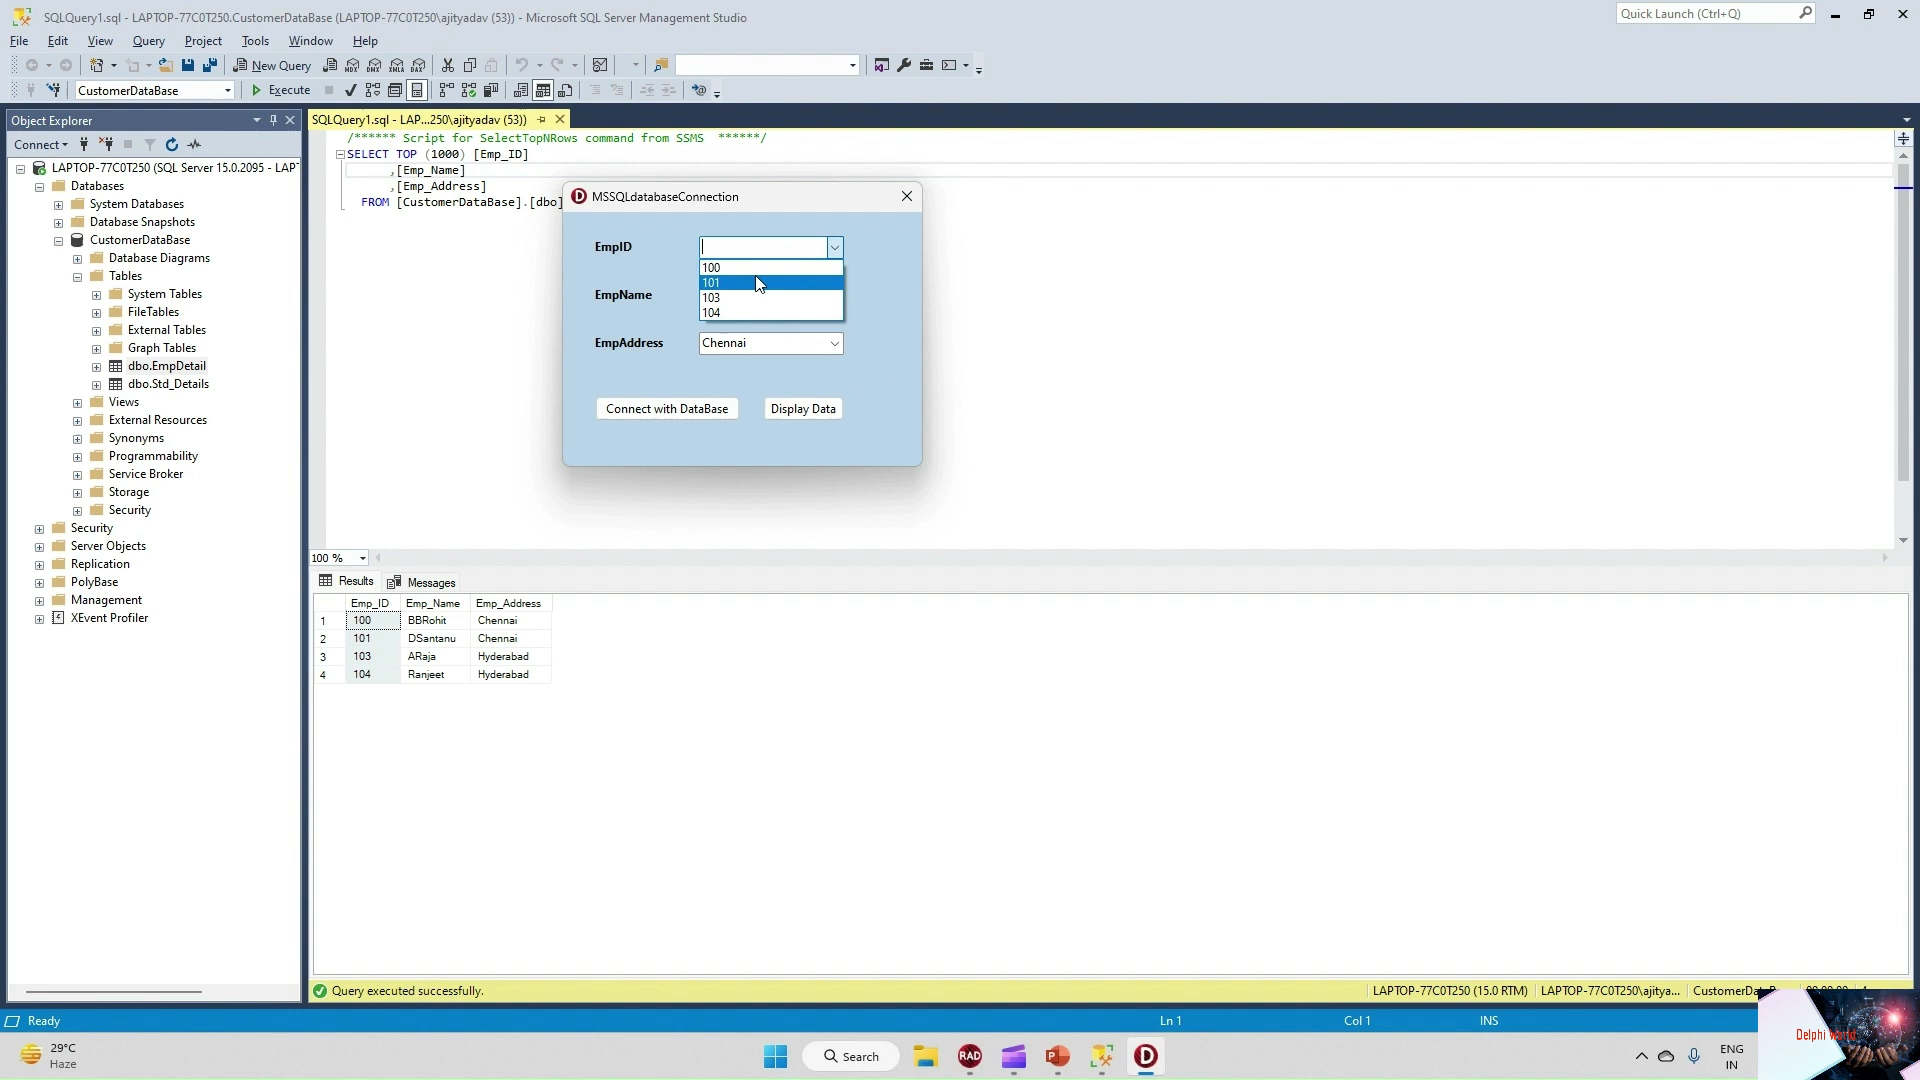 SQLQuery1.sql - LAPTOP-77C0T250.CustomerDataBase (LAPTOP-77C0T250\ajityadav (53)) - Microsoft SQL Server Management Studio
Quick Launch (Ctrl+Q)
File Edit View Query Project Tools Window Help
New Query
CustomerDataBase
Execute
Object Explorer
SQLQuery1.sql - LAP...250\ajityadav (53))
Connect
LAPTOP-77C0T250 (SQL Server 15.0.2095 - LAPT
Databases
System Databases
Database Snapshots
CustomerDataBase
Database Diagrams
Tables
System Tables
FileTables
External Tables
Graph Tables
dbo.EmpDetail
dbo.Std_Details
Views
External Resources
Synonyms
Programmability
Service Broker
Storage
Security
Security
Server Objects
Replication
PolyBase
Management
XEvent Profiler
/****** Script for SelectTopNRows command from SSMS ******/
SELECT TOP (1000) [Emp_ID]
,[Emp_Name]
,[Emp_Address]
FROM [CustomerDataBase].[dbo]
MSSQLdatabaseConnection
EmpID
100
101
103
104
EmpName
EmpAddress Chennai
Connect with DataBase Display Data
100 %
Results Messages
Emp_ID Emp_Name Emp_Address
1 100 BBRohit Chennai
2 101 DSantanu Chennai
3 103 ARaja Hyderabad
4 104 Ranjeet Hyderabad
Query executed successfully.
LAPTOP-77C0T250 (15.0 RTM) LAPTOP-77C0T250\ajitya...
Ready Ln 1 Col 1 INS
Delphi World
29°C
Haze
Search
RAD
D
ENG
IN